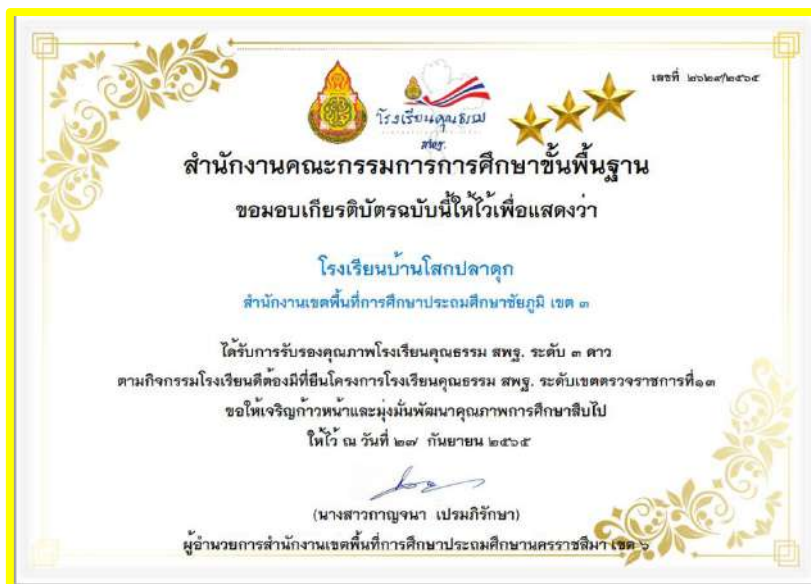 เลขที่ ๒๖๒๙/๒๕๖๕
โรงเรียนคุณธรรม
สพฐ.
สำนักงานคณะกรรมการการศึกษาขั้นพื้นฐาน
ขอมอบเกียรติบัตรฉบับนี้ให้ไว้เพื่อแสดงว่า
โรงเรียนบ้านโสกปลาดุก
สำนักงานเขตพื้นที่การศึกษาประถมศึกษาชัยภูมิ เขต ๓
ได้รับการรับรองคุณภาพโรงเรียนคุณธรรม สพฐ. ระดับ ๓ ดาว
ตามกิจกรรมโรงเรียนดีต้องมีที่ยืนโครงการโรงเรียนคุณธรรม สพฐ. ระดับเขตตรวจราชการที่๑๓
ขอให้เจริญก้าวหน้าและมุ่งมั่นพัฒนาคุณภาพการศึกษาสืบไป
ให้ไว้ ณ วันที่ ๒๗ กันยายน ๒๕๖๕
(นางสาวกาญจนา เปรมภิรักษา)
ผู้อำนวยการสำนักงานเขตพื้นที่การศึกษาประถมศึกษานครราชสีมา เขต ๖